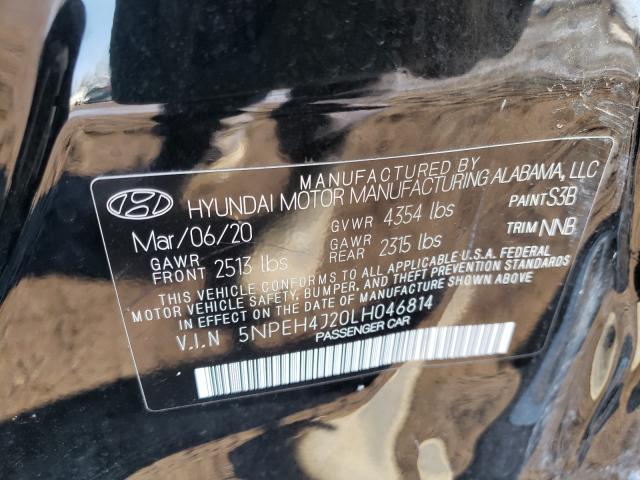 MANUFACTURED BY
HYUNDAI MOTOR MANUFACTURING ALABAMA, LLC
Mar/06/20 GVWR 4354 lbs PAINT S3B
GAWR FRONT 2513 lbs GAWR REAR 2315 lbs TRIM NNB
THIS VEHICLE CONFORMS TO ALL APPLICABLE U.S.A. FEDERAL
MOTOR VEHICLE SAFETY, BUMPER, AND THEFT PREVENTION STANDARDS
IN EFFECT ON THE DATE OF MANUFACTURE SHOWN ABOVE.
V.I.N 5NPEH4J20LH046814
PASSENGER CAR